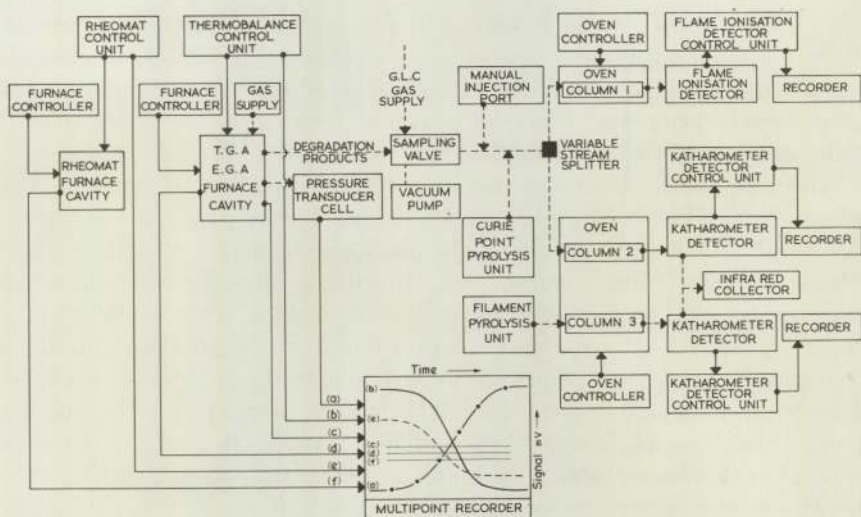 RHEOMAT
CONTROL
UNIT
THERMOBALANCE
CONTROL
UNIT
FURNACE
CONTROLLER
FURNACE
CONTROLLER
GAS
SUPPLY
G.L.C
GAS
SUPPLY
MANUAL
INJECTION
PORT
OVEN
CONTROLLER
OVEN
COLUMN 1
FLAME IONISATION
DETECTOR
CONTROL UNIT
FLAME
IONISATION
DETECTOR
RECORDER
RHEOMAT
FURNACE
CAVITY
T.G.A
E.G.A
FURNACE
CAVITY
DEGRADATION
PRODUCTS
SAMPLING
VALVE
VARIABLE
STREAM
SPLITTER
PRESSURE
TRANSDUCER
CELL
VACUUM
PUMP
CURIE
POINT
PYROLYSIS
UNIT
OVEN
COLUMN 2
KATHAROMETER
DETECTOR
CONTROL UNIT
KATHAROMETER
DETECTOR
RECORDER
INFRA RED
COLLECTOR
FILAMENT
PYROLYSIS
UNIT
COLUMN 3
KATHAROMETER
DETECTOR
RECORDER
OVEN
CONTROLLER
KATHAROMETER
DETECTOR
CONTROL UNIT
Time
(a)
(b)
(c)
(d)
(e)
(f)
(b)
(e)
(c)
(d)
(f)
(a)
Signal mV
MULTIPOINT RECORDER